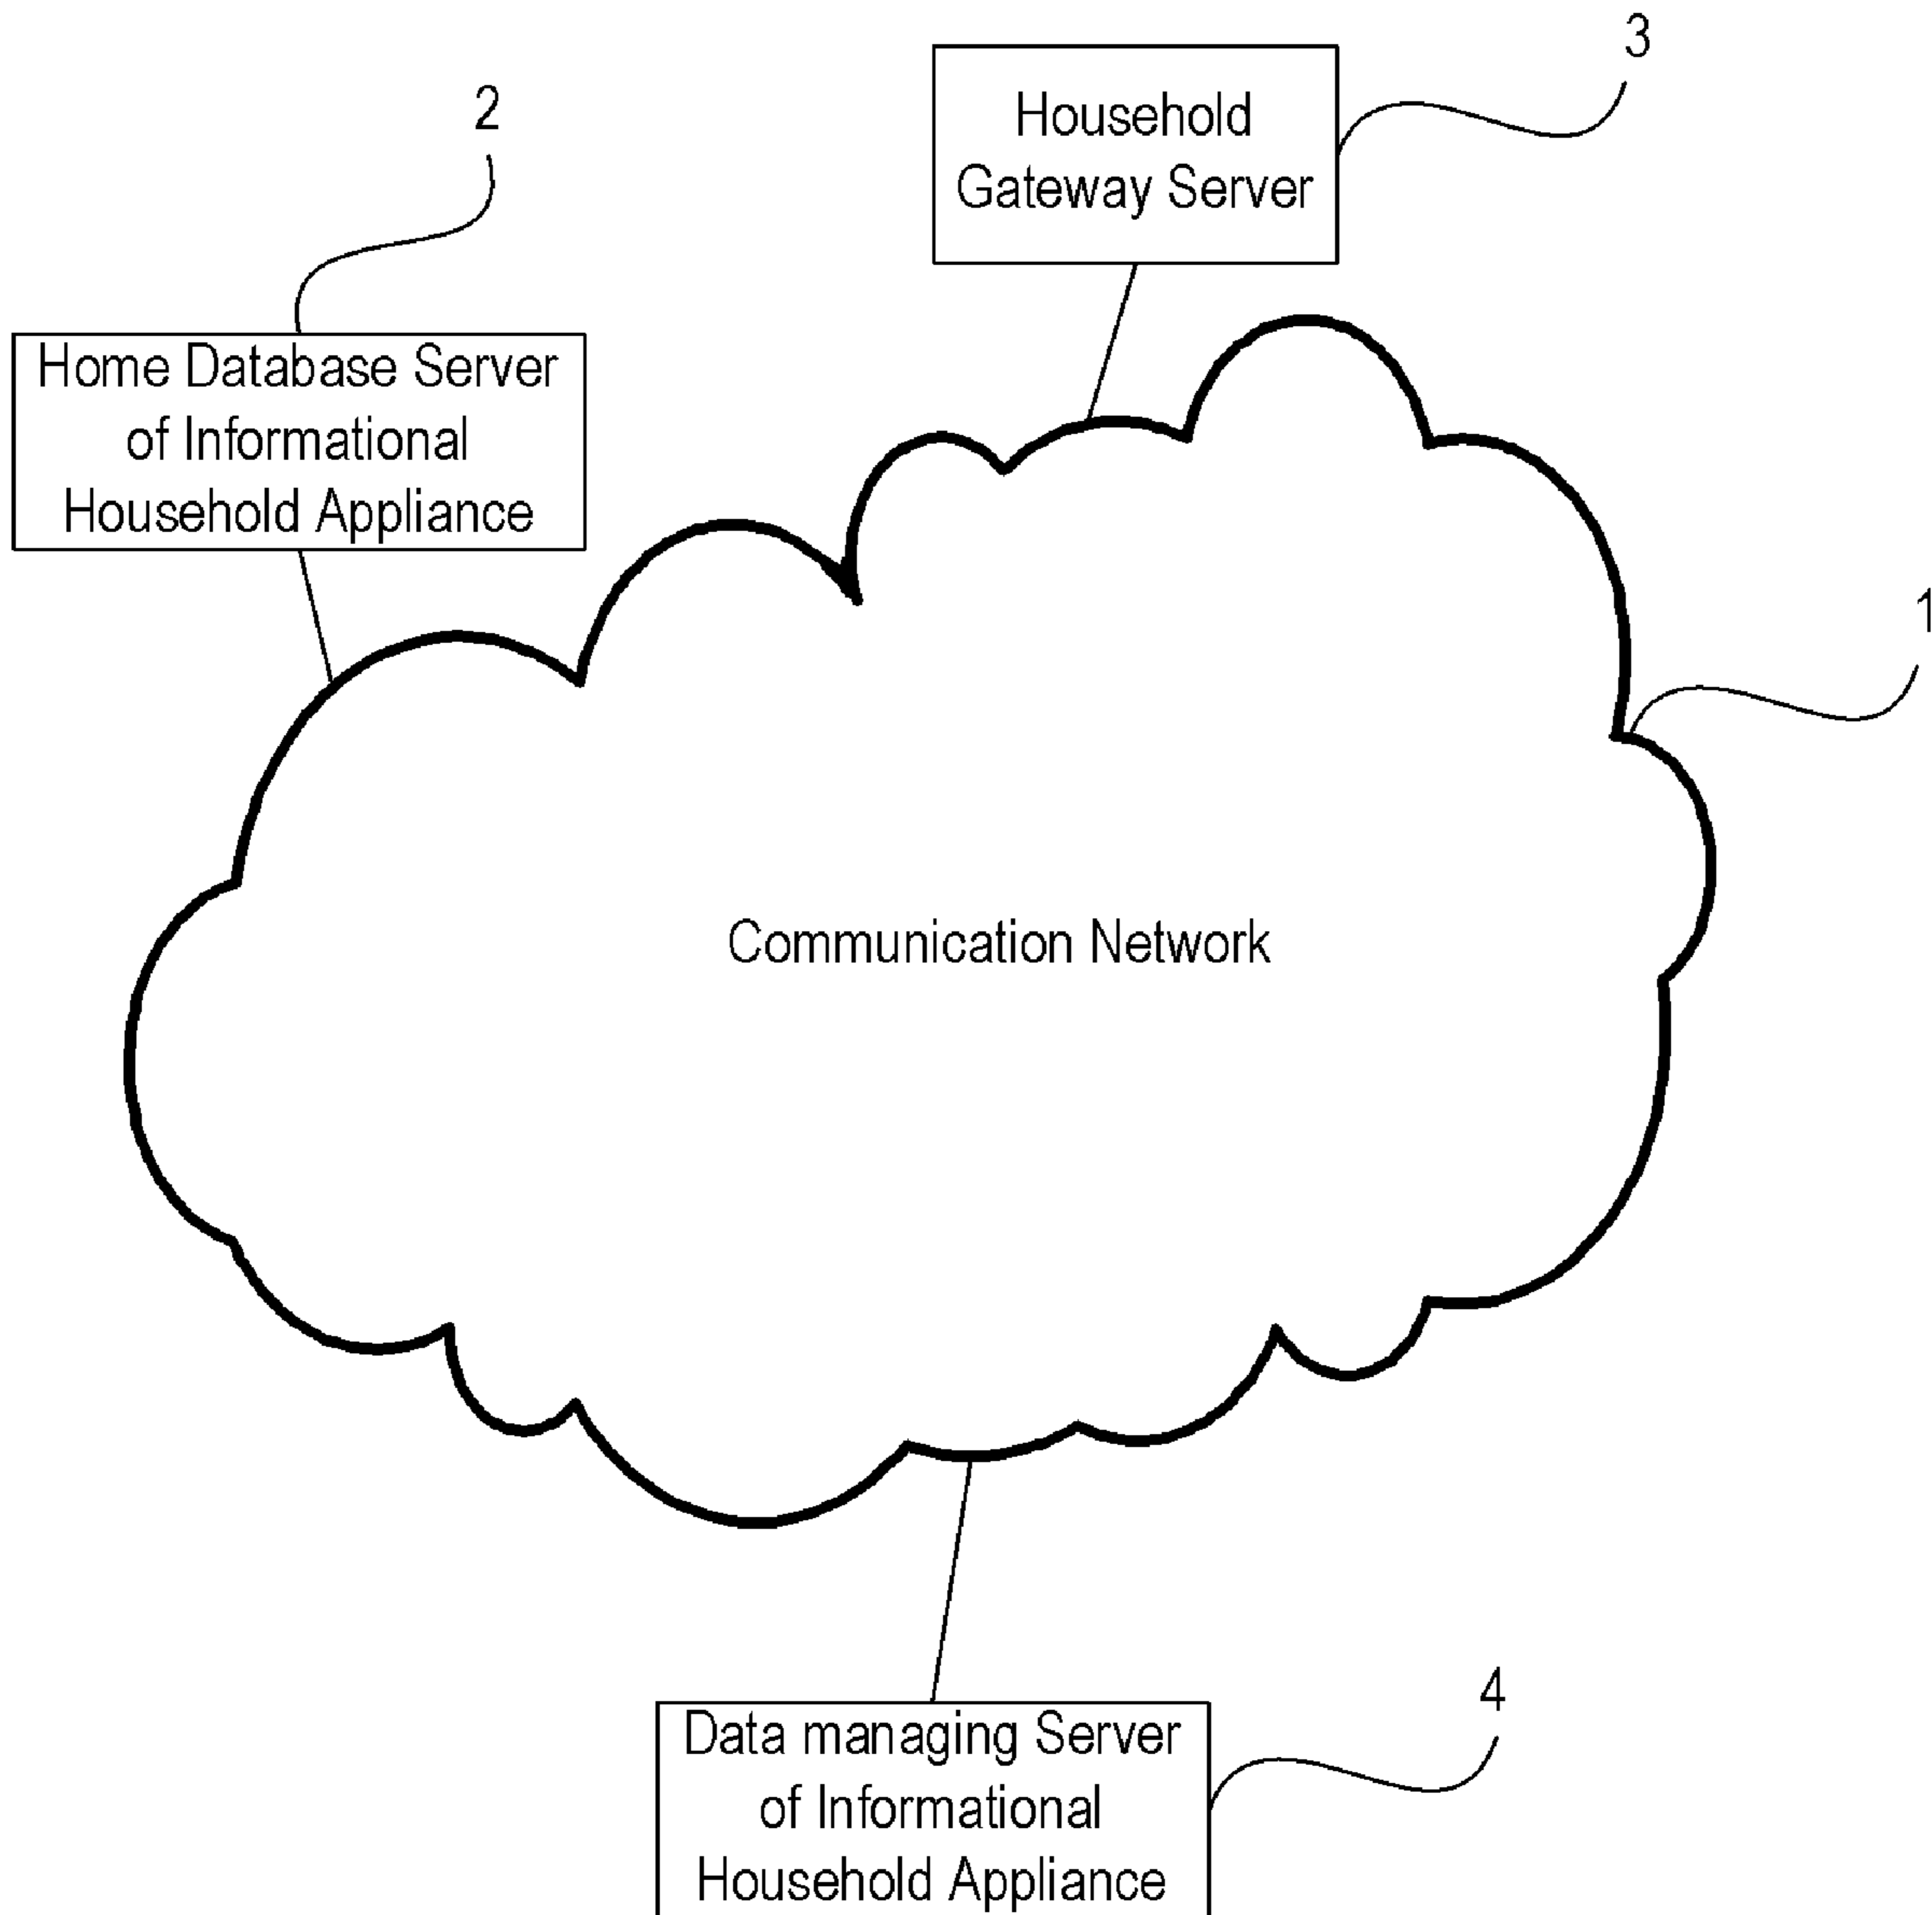 3
Household
Gateway Server
2
Home Database Server
of Informational
Household Appliance
1
Communication Network
4
Data managing Server
of Informational
Household Appliance